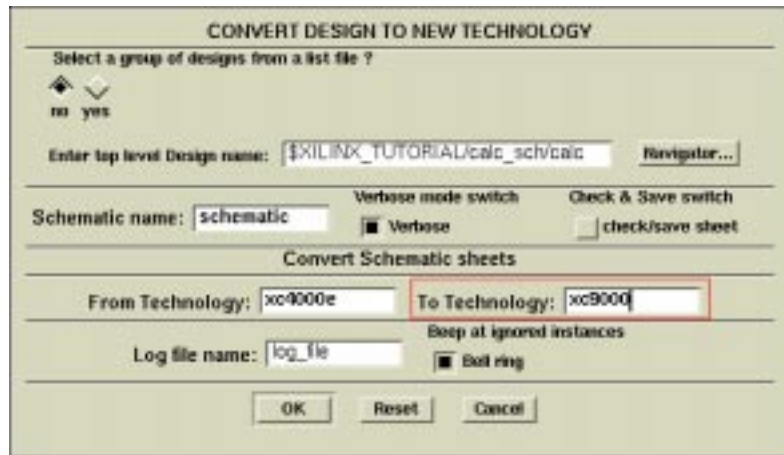 CONVERT DESIGN TO NEW TECHNOLOGY
Select a group of designs from a list file ?
no yes
Enter top level Design name: $XILINX_TUTORIAL/calc_sch/calc Navigator...
Verbose mode switch Check & Save switch
Schematic name: schematic Verbose check/save sheet
Convert Schematic sheets
From Technology: xc4000e To Technology: xc9000
Beep at ignored instances
Log file name: log_file Bell ring
OK Reset Cancel